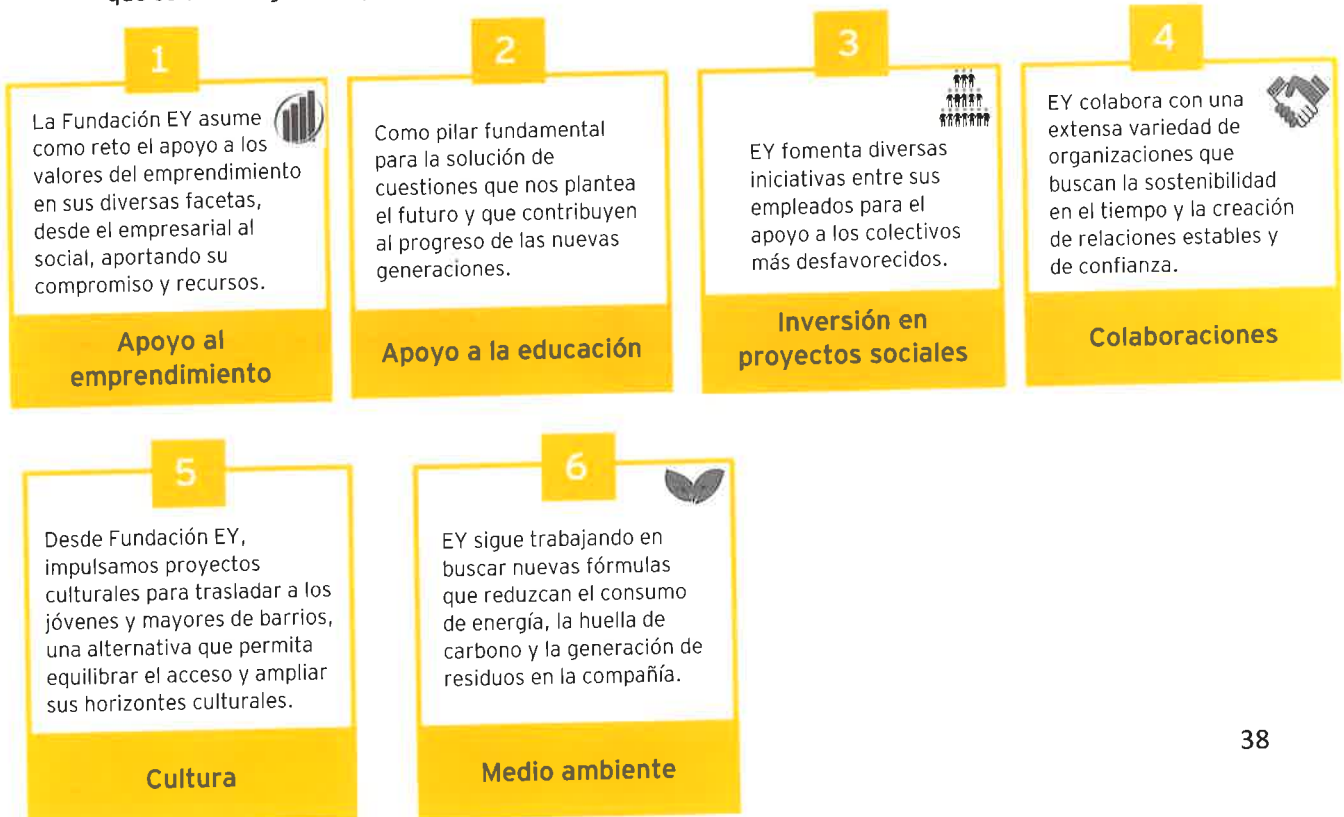 1
La Fundación EY asume
como reto el apoyo a los
valores del emprendimiento
en sus diversas facetas,
desde el empresarial al
social, aportando su
compromiso y recursos.
Apoyo al
emprendimiento
2
Como pilar fundamental
para la solución de
cuestiones que nos plantea
el futuro y que contribuyen
al progreso de las nuevas
generaciones.
Apoyo a la educación
3
EY fomenta diversas
iniciativas entre sus
empleados para el
apoyo a los colectivos
más desfavorecidos.
Inversión en
proyectos sociales
4
EY colabora con una
extensa variedad de
organizaciones que
buscan la sostenibilidad
en el tiempo y la creación
de relaciones estables y
de confianza.
Colaboraciones
5
Desde Fundación EY,
impulsamos proyectos
culturales para trasladar a los
jóvenes y mayores de barrios,
una alternativa que permita
equilibrar el acceso y ampliar
sus horizontes culturales.
Cultura
6
EY sigue trabajando en
buscar nuevas fórmulas
que reduzcan el consumo
de energía, la huella de
carbono y la generación de
residuos en la compañía.
Medio ambiente
38